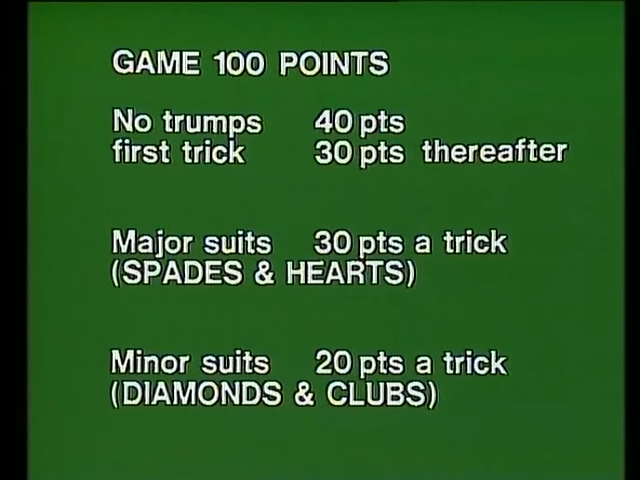 GAME 100 POINTS
No trumps 40 pts
first trick 30 pts thereafter
Major suits 30 pts a trick
(SPADES & HEARTS)
Minor suits 20 pts a trick
(DIAMONDS & CLUBS)